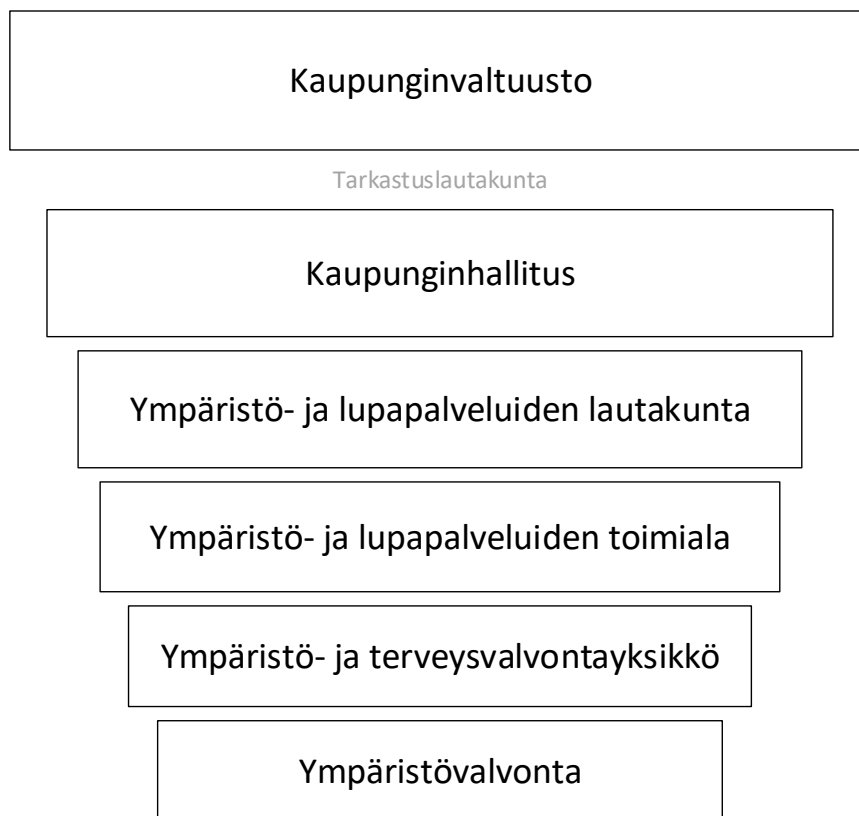 Kaupunginvaltuusto
Tarkastuslautakunta
Kaupunginhallitus
Ympäristö- ja lupapalveluiden lautakunta
Ympäristö- ja lupapalveluiden toimiala
Ympäristö- ja terveysvalvontayksikkö
Ympäristövalvonta